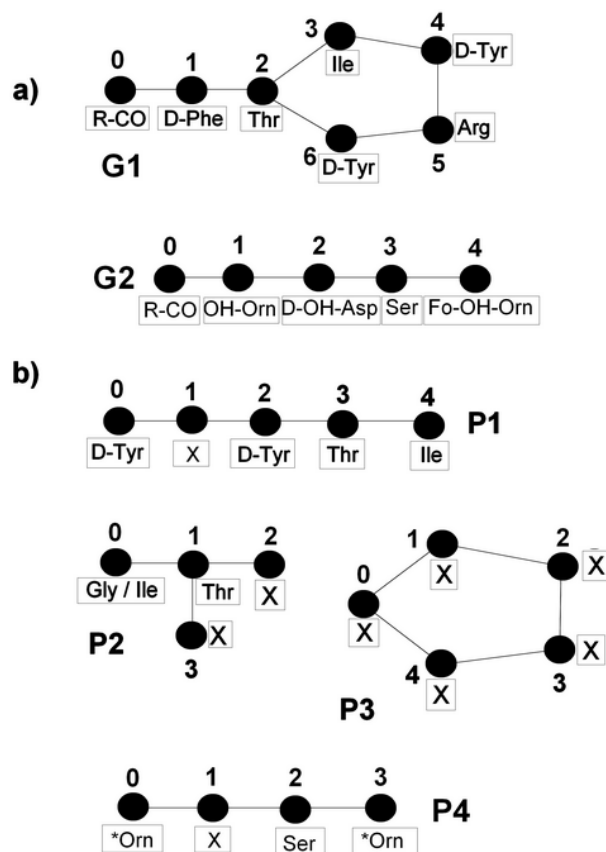 a)
0 1 2 3 4
R-CO D-Phe Thr Ile D-Tyr
6 D-Tyr 5 Arg
G1
0 1 2 3 4
G2
R-CO OH-Orn D-OH-Asp Ser Fo-OH-Orn
b)
0 1 2 3 4
P1
D-Tyr X D-Tyr Thr Ile
0 1 2
Gly / Ile Thr X
X
3
P2
0 1 2
X X X
4 3
X X
P3
0 1 2 3
P4
*Orn X Ser *Orn